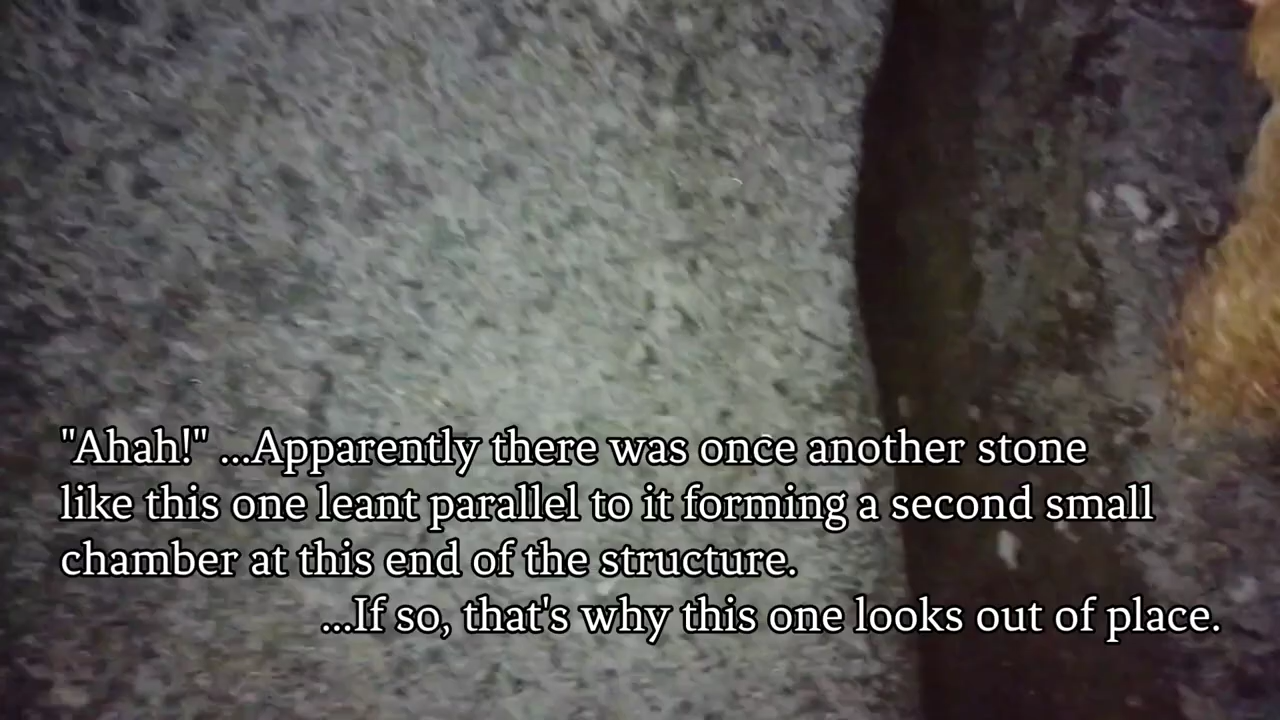 "Ahah!" ...Apparently there was once another stone
like this one leant parallel to it forming a second small
chamber at this end of the structure.
...If so, that's why this one looks out of place.